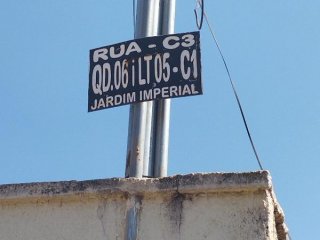 RUA - C3
QD.06 i LT 05 - C1
JARDIM IMPERIAL